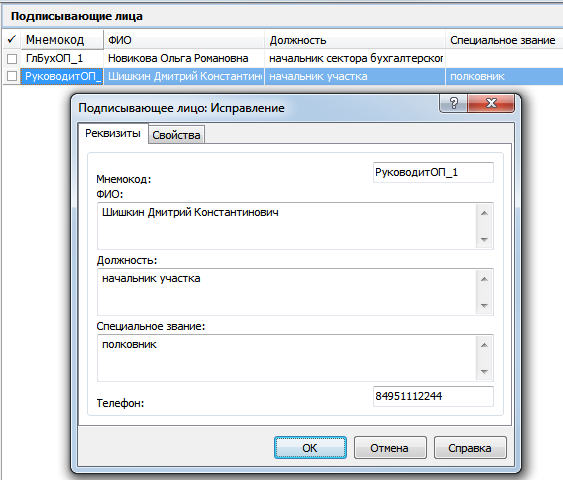 Подписывающие лица
✓ Мнемокод ФИО Должность Специальное звание
ГлБухОП_1 Новикова Ольга Романовна начальник сектора бухгалтерског
РуководитОП_ Шишкин Дмитрий Константин начальник участка полковник
Подписывающее лицо: Исправление
Реквизиты Свойства
Мнемокод: РуководитОП_1
ФИО:
Шишкин Дмитрий Константинович
Должность:
начальник участка
Специальное звание:
полковник
Телефон: 84951112244
ОК Отмена Справка